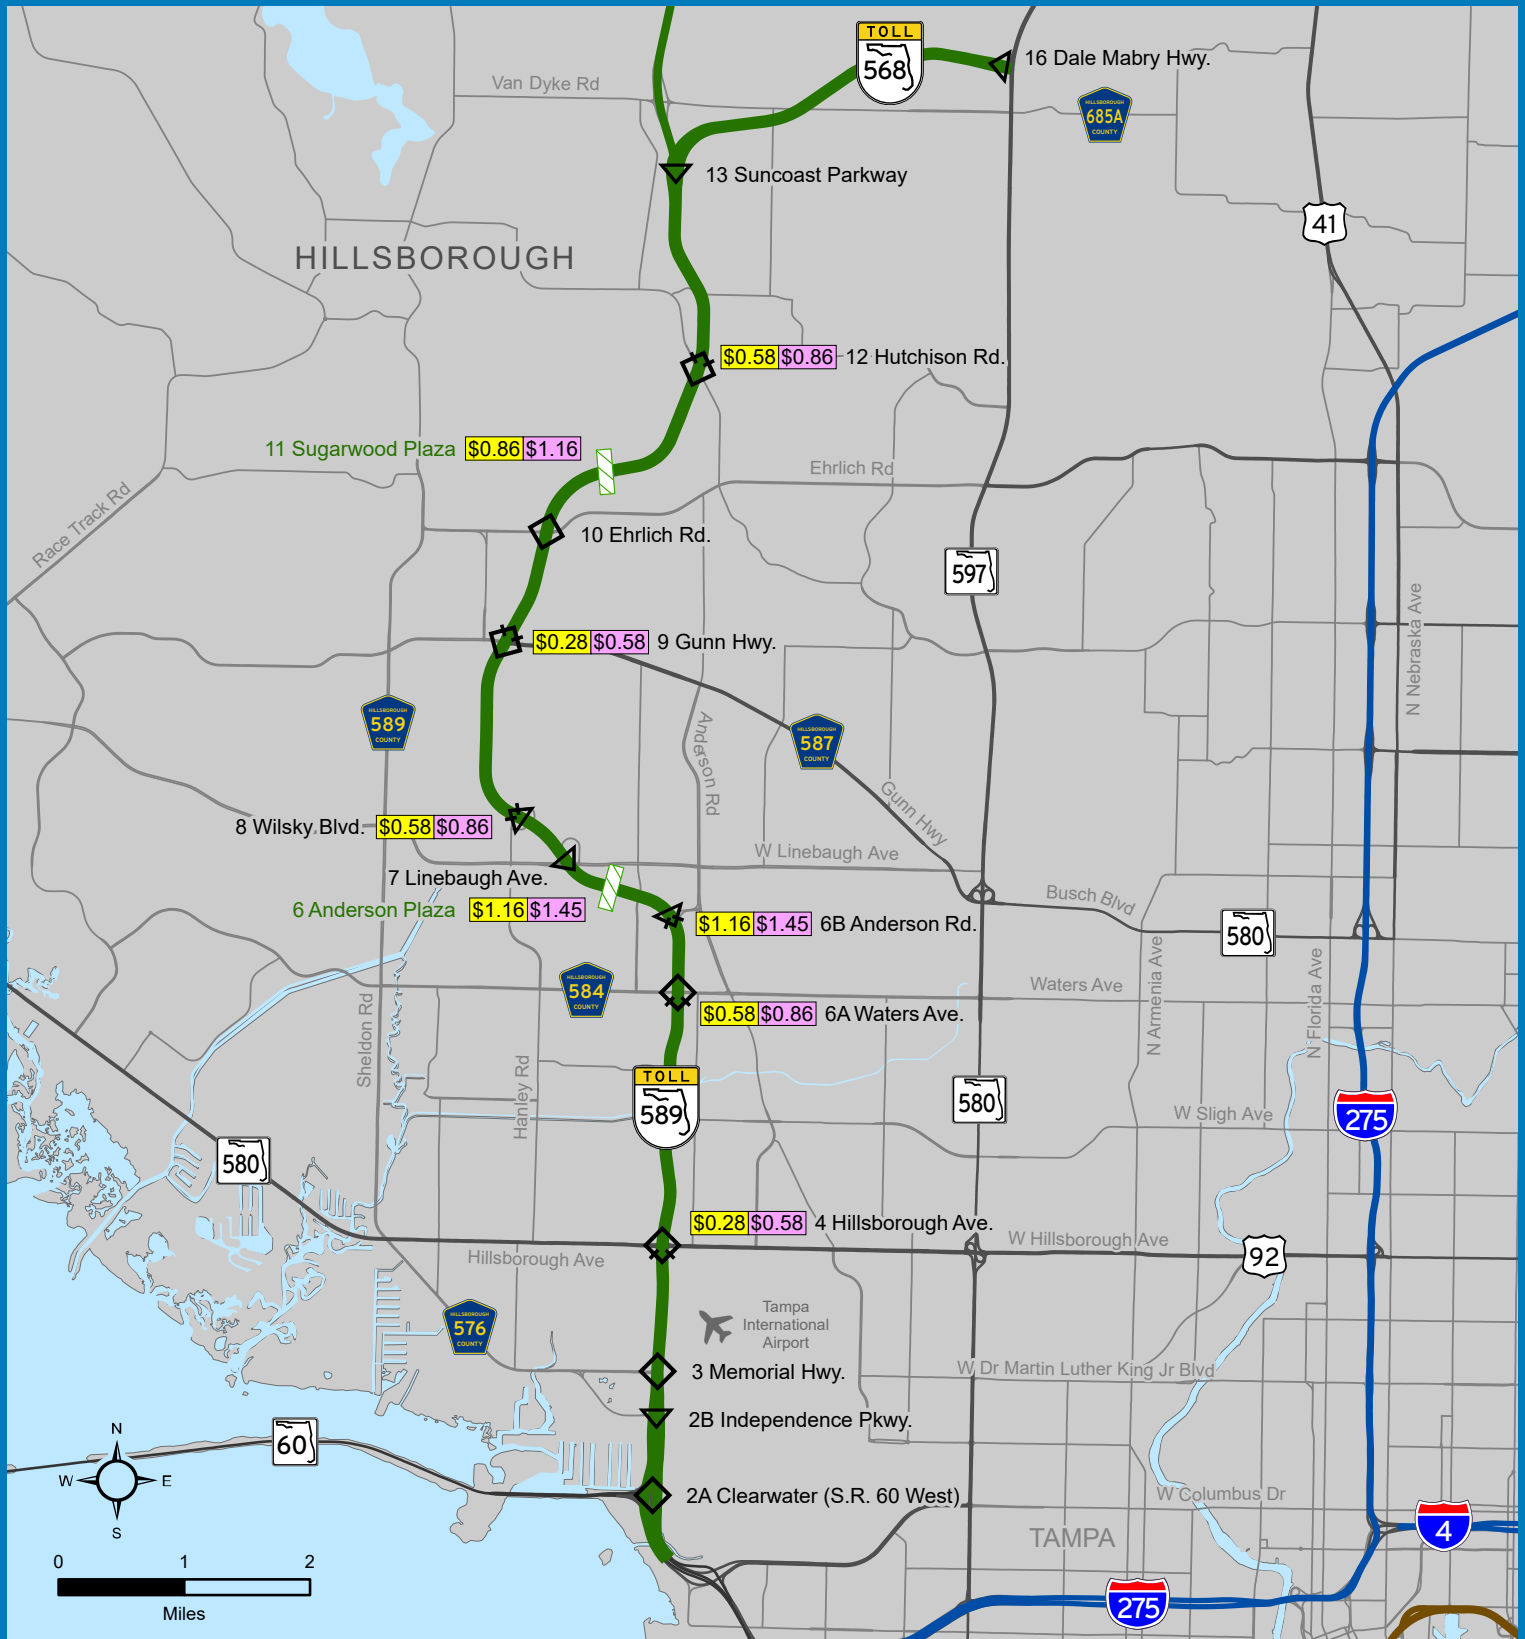 TOLL
568
16 Dale Mabry Hwy.
Van Dyke Rd
HILLSBOROUGH
685A
COUNTY
13 Suncoast Parkway
41
HILLSBOROUGH
$0.58 $0.86 12 Hutchison Rd.
11 Sugarwood Plaza $0.86 $1.16
Ehrlich Rd
Race Track Rd
10 Ehrlich Rd.
597
N Nebraska Ave
$0.28 $0.58 9 Gunn Hwy.
HILLSBOROUGH
589
COUNTY
Anderson Rd
HILLSBOROUGH
587
COUNTY
Gunn Hwy
8 Wilsky Blvd. $0.58 $0.86
W Linebaugh Ave
7 Linebaugh Ave.
Busch Blvd
6 Anderson Plaza $1.16 $1.45
$1.16 $1.45 6B Anderson Rd.
580
HILLSBOROUGH
584
COUNTY
Waters Ave
N Armenia Ave
N Florida Ave
$0.58 $0.86 6A Waters Ave.
Sheldon Rd
Hanley Rd
TOLL
589
580
W Sligh Ave
275
580
$0.28 $0.58 4 Hillsborough Ave.
W Hillsborough Ave
Hillsborough Ave
92
HILLSBOROUGH
576
COUNTY
Tampa
International
Airport
3 Memorial Hwy.
W Dr Martin Luther King Jr Blvd
2B Independence Pkwy.
60
N
W
E
S
2A Clearwater (S.R. 60 West)
W Columbus Dr
TAMPA
4
0 1 2
Miles
275